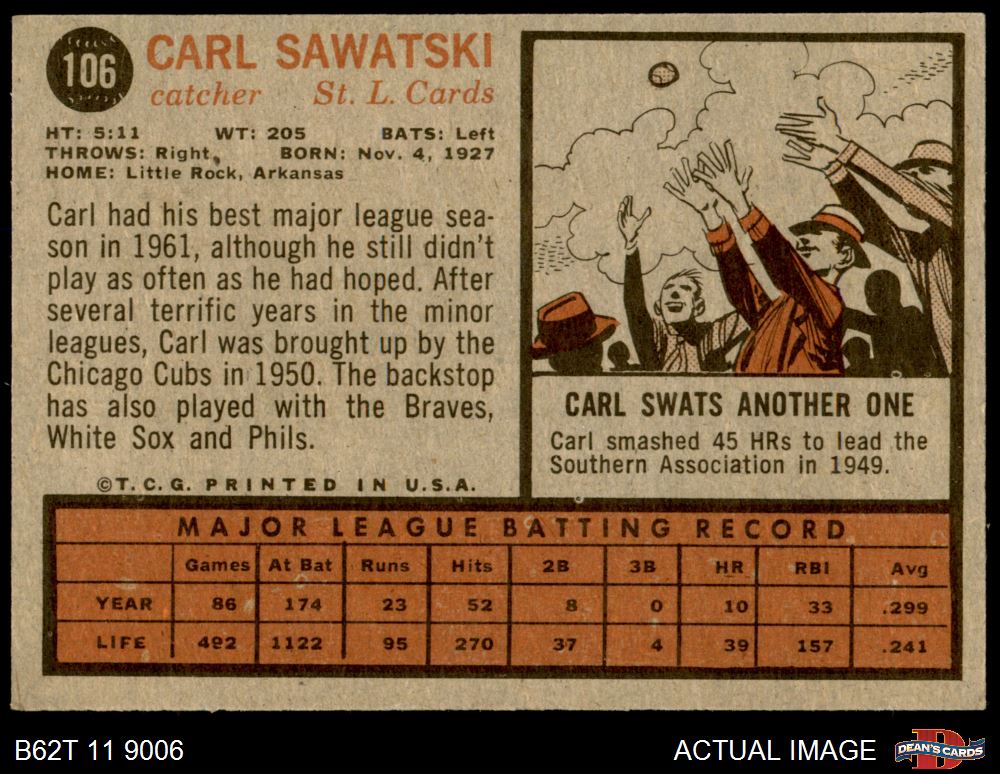 106
CARL SAWATSKI
catcher St. L. Cards
HT: 5:11 WT: 205 BATS: Left
THROWS: Right BORN: Nov. 4, 1927
HOME: Little Rock, Arkansas
Carl had his best major league sea-
son in 1961, although he still didn't
play as often as he had hoped. After
several terrific years in the minor
leagues, Carl was brought up by the
Chicago Cubs in 1950. The backstop
has also played with the Braves,
White Sox and Phils.
©T.C.G. PRINTED IN U.S.A.
CARL SWATS ANOTHER ONE
Carl smashed 45 HRs to lead the
Southern Association in 1949.
MAJOR LEAGUE BATTING RECORD
Games At Bat Runs Hits 2B 3B HR RBI Avg
YEAR 86 174 23 52 8 0 10 33 .299
LIFE 492 1122 95 270 37 4 39 157 .241
B62T 11 9006 ACTUAL IMAGE DEAN'S CARDS